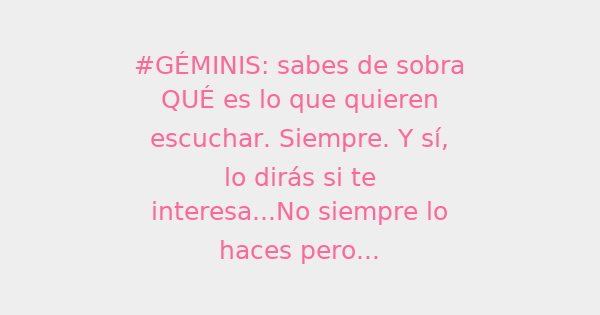 #GÉMINIS: sabes de sobra
QUÉ es lo que quieren
escuchar. Siempre. Y sí,
lo dirás si te
interesa...No siempre lo
haces pero...